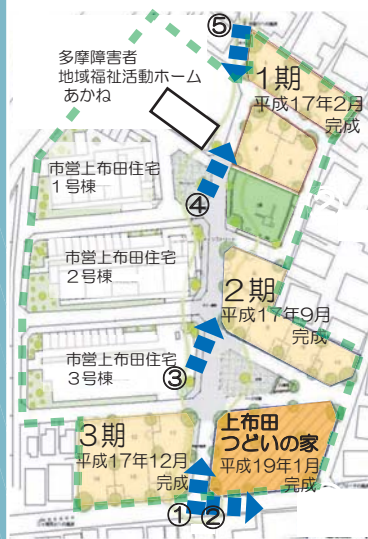 ⑤
多摩障害者
地域福祉活動ホーム
あかね
1期
平成17年2月
完成
市営上布田住宅
1号棟
④
市営上布田住宅
2号棟
2期
平成17年9月
完成
市営上布田住宅
3号棟
③
3期
平成17年12月
完成
上布田
つどいの家
平成19年1月
完成
①
②